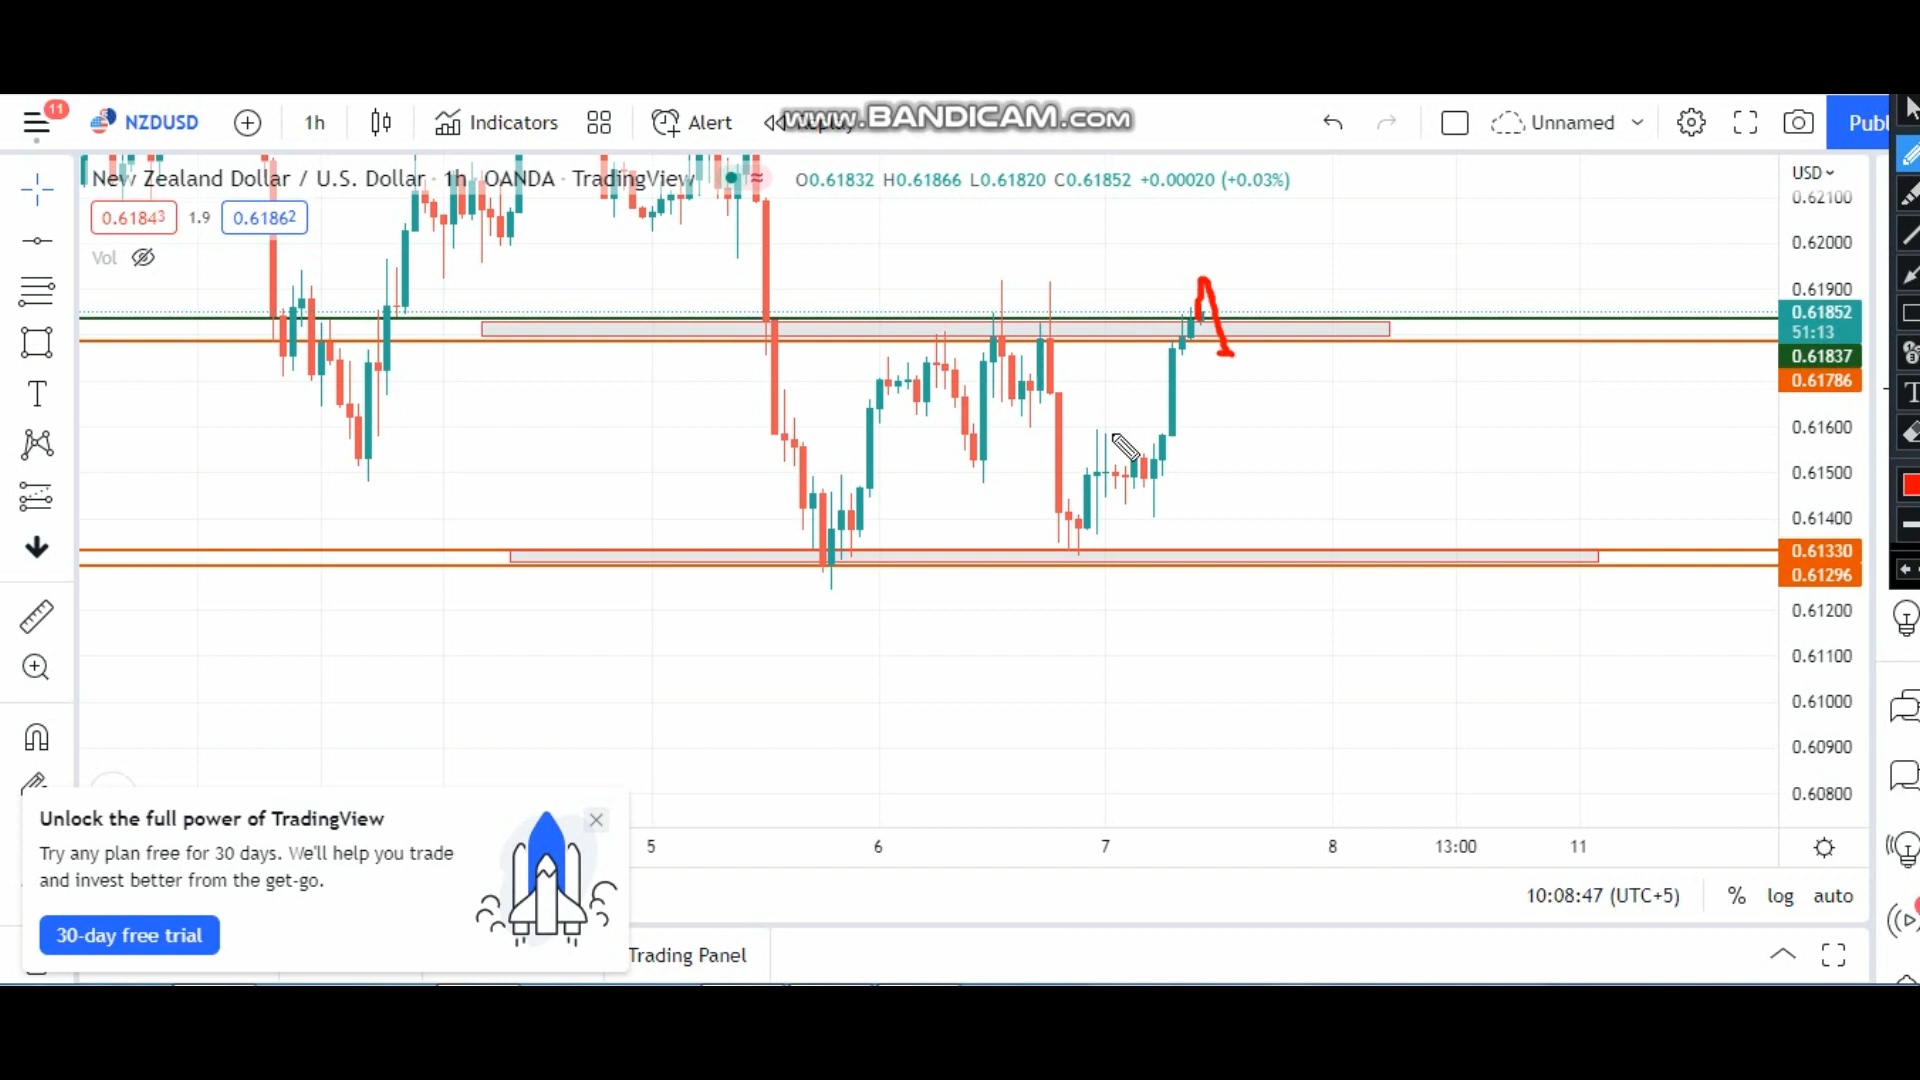 11
NZDUSD
1h
Indicators
Alert
www.BANDICAM.com
Unnamed
Publ
New Zealand Dollar / U.S. Dollar · 1h · OANDA · TradingView
O0.61832 H0.61866 L0.61820 C0.61852 +0.00020 (+0.03%)
USD
0.61843
1.9
0.61862
Vol
0.62100
0.62000
0.61900
0.61852
51:13
0.61837
0.61786
0.61600
0.61500
0.61400
0.61330
0.61296
0.61200
0.61100
0.61000
0.60900
0.60800
Unlock the full power of TradingView
Try any plan free for 30 days. We'll help you trade
and invest better from the get-go.
30-day free trial
5
6
7
8
13:00
11
10:08:47 (UTC+5)
%
log
auto
Trading Panel